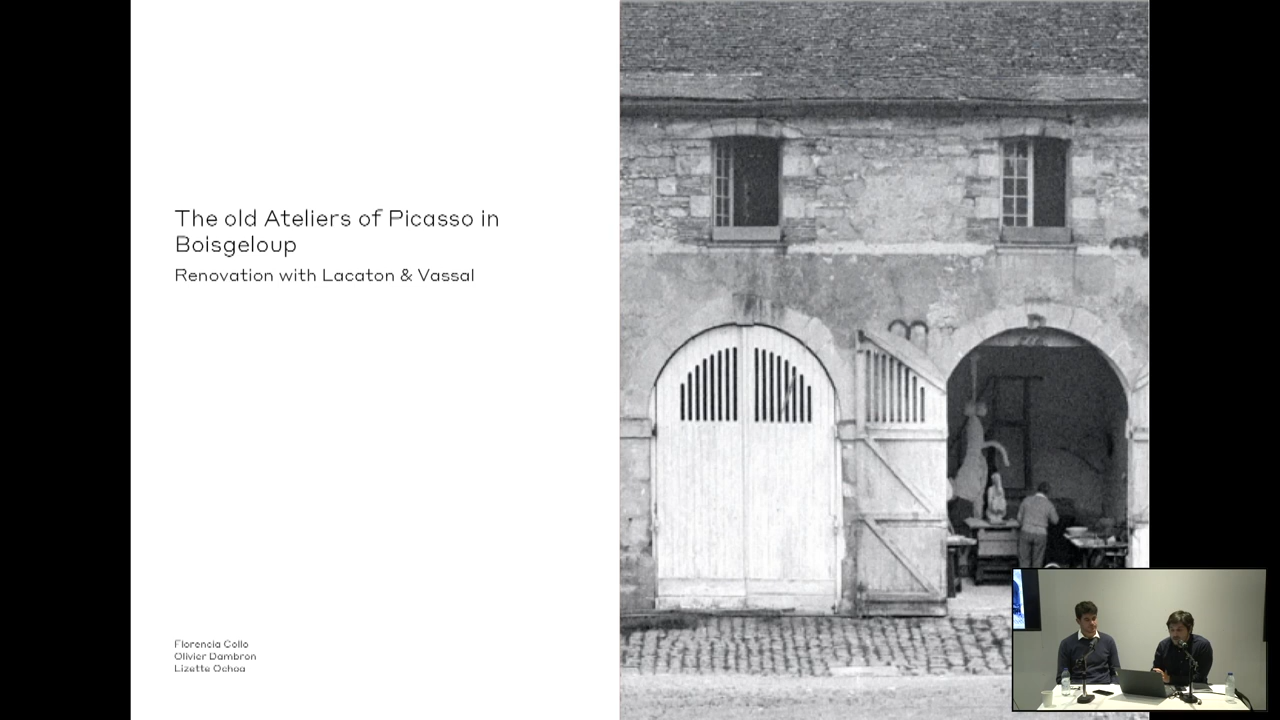 The old Ateliers of Picasso in
Boisgeloup
Renovation with Lacaton & Vassal
Florencia Collo
Olivier Dambron
Lizette Ochoa